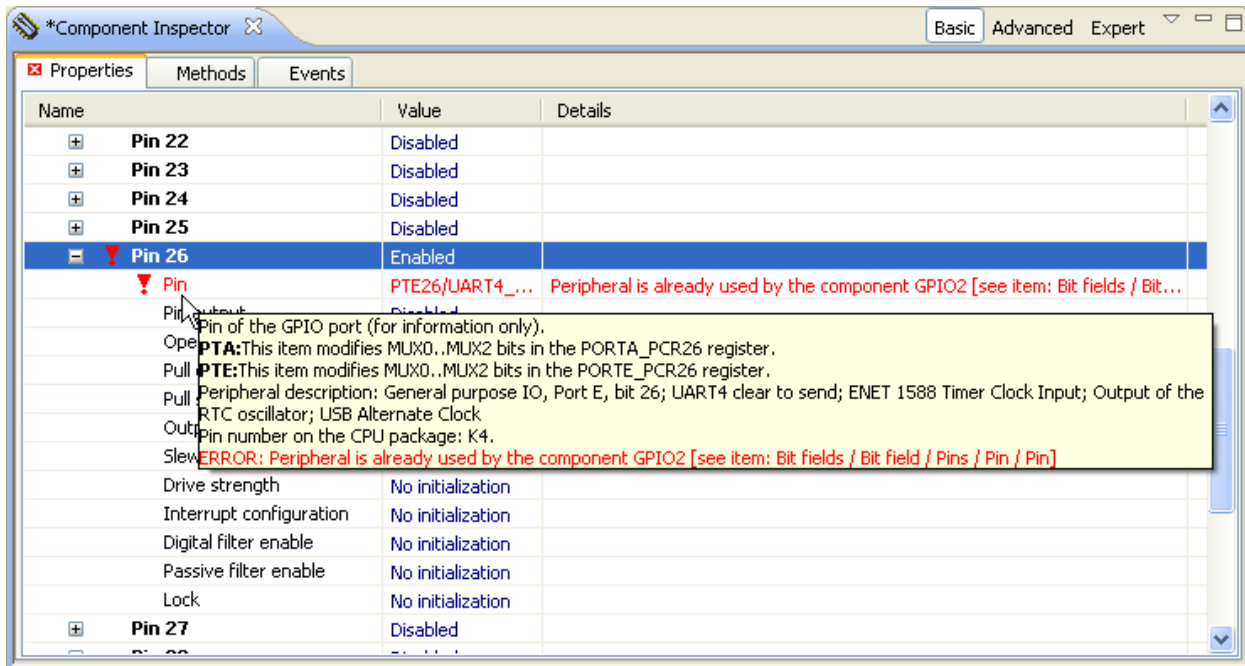 *Component Inspector
Basic Advanced Expert
Properties Methods Events
Name Value Details
Pin 22 Disabled
Pin 23 Disabled
Pin 24 Disabled
Pin 25 Disabled
Pin 26 Enabled
Pin PTE26/UART4_... Peripheral is already used by the component GPIO2 [see item: Bit fields / Bit...
Pin of the GPIO port (for information only).
Ope PTA:This item modifies MUX0..MUX2 bits in the PORTA_PCR26 register.
Pull PTE:This item modifies MUX0..MUX2 bits in the PORTE_PCR26 register.
Pull Peripheral description: General purpose IO, Port E, bit 26; UART4 clear to send; ENET 1588 Timer Clock Input; Output of the
RTC oscillator; USB Alternate Clock
Out Pin number on the CPU package: K4.
Slew ERROR: Peripheral is already used by the component GPIO2 [see item: Bit fields / Bit field / Pins / Pin / Pin]
Drive strength No initialization
Interrupt configuration No initialization
Digital filter enable No initialization
Passive filter enable No initialization
Lock No initialization
Pin 27 Disabled